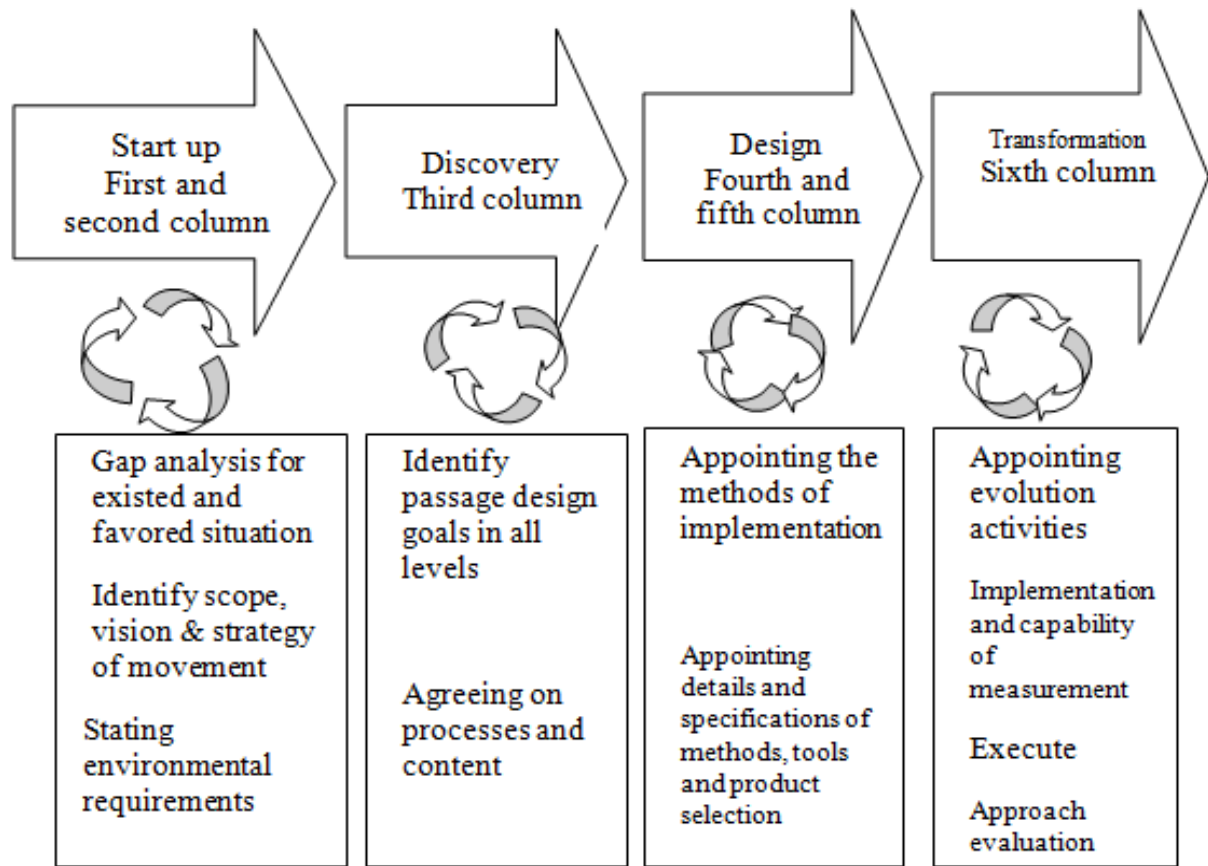 Start up
First and
second column
Discovery
Third column
Design
Fourth and
fifth column
Transformation
Sixth column
Gap analysis for
existed and
favored situation
Identify scope,
vision & strategy
of movement
Stating
environmental
requirements
Identify
passage design
goals in all
levels
Agreeing on
processes and
content
Appointing the
methods of
implementation
Appointing
details and
specifications of
methods, tools
and product
selection
Appointing
evolution
activities
Implementation
and capability
of
measurement
Execute
Approach
evaluation